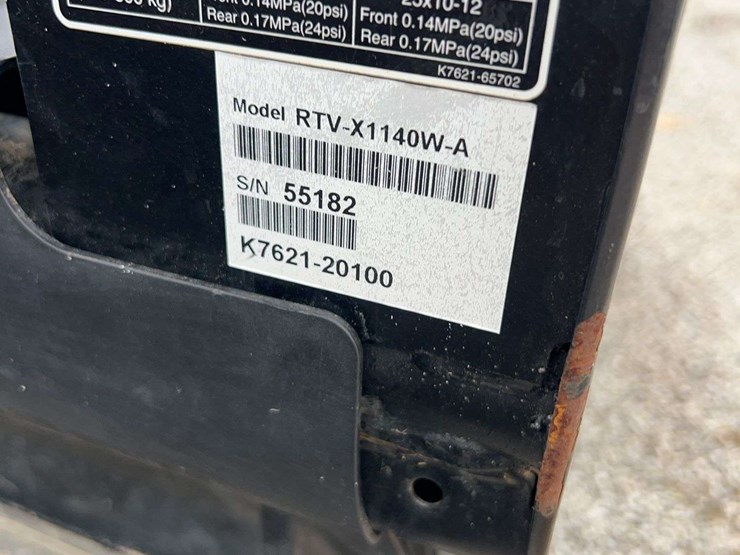 25x10-12
0.14MPa(20psi) Front 0.14MPa(20psi)
Rear 0.17MPa(24psi) Rear 0.17MPa(24psi)
K7621-65702
Model RTV-X1140W-A
S/N 55182
K7621-20100